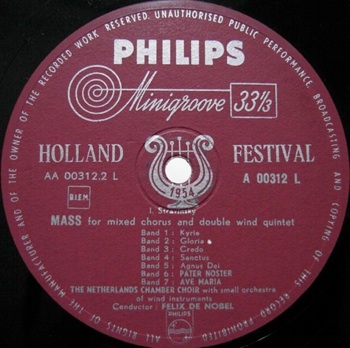 AND OF THE OWNER OF THE RECORDED WORK RESERVED. UNAUTHORISED PUBLIC PERFORMANCE, BROADCASTING AND COPYING OF THIS RECORD PROHIBITED ALL RIGHTS OF THE MANUFACTURER
PHILIPS
Minigroove 33⅓
HOLLAND FESTIVAL
AA 00312.2 L A 00312 L
1954
BIEM
I. Stravinsky
MASS for mixed chorus and double wind quintet
Band 1 : Kyrie
Band 2 : Gloria
Band 3 : Credo
Band 4 : Sanctus
Band 5 : Agnus Dei
Band 6 : PATER NOSTER
Band 7 : AVE MARIA
THE NETHERLANDS CHAMBER CHOIR with small orchestra
of wind instruments
Conductor : FELIX DE NOBEL
PHILIPS